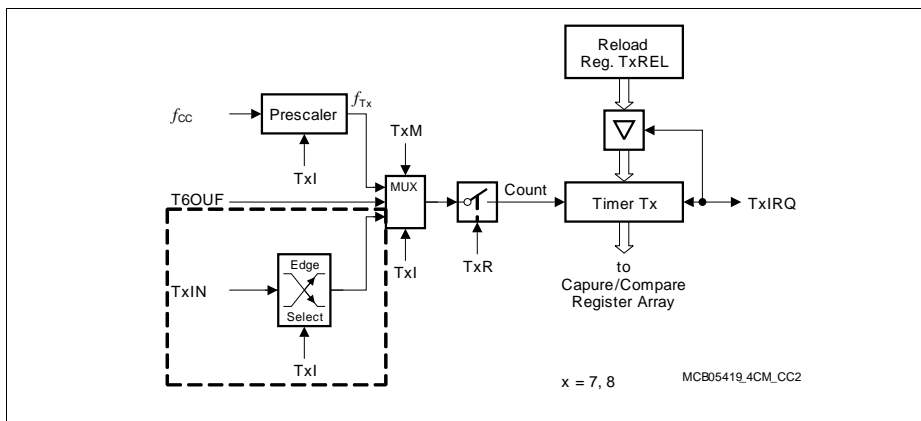 Reload
Reg. TxREL
fCC
Prescaler
fTx
TxI
TxM
MUX
T6OUF
TxI
Count
TxR
Timer Tx
TxIRQ
to
Capure/Compare
Register Array
TxIN
Edge
Select
TxI
x = 7, 8
MCB05419_4CM_CC2